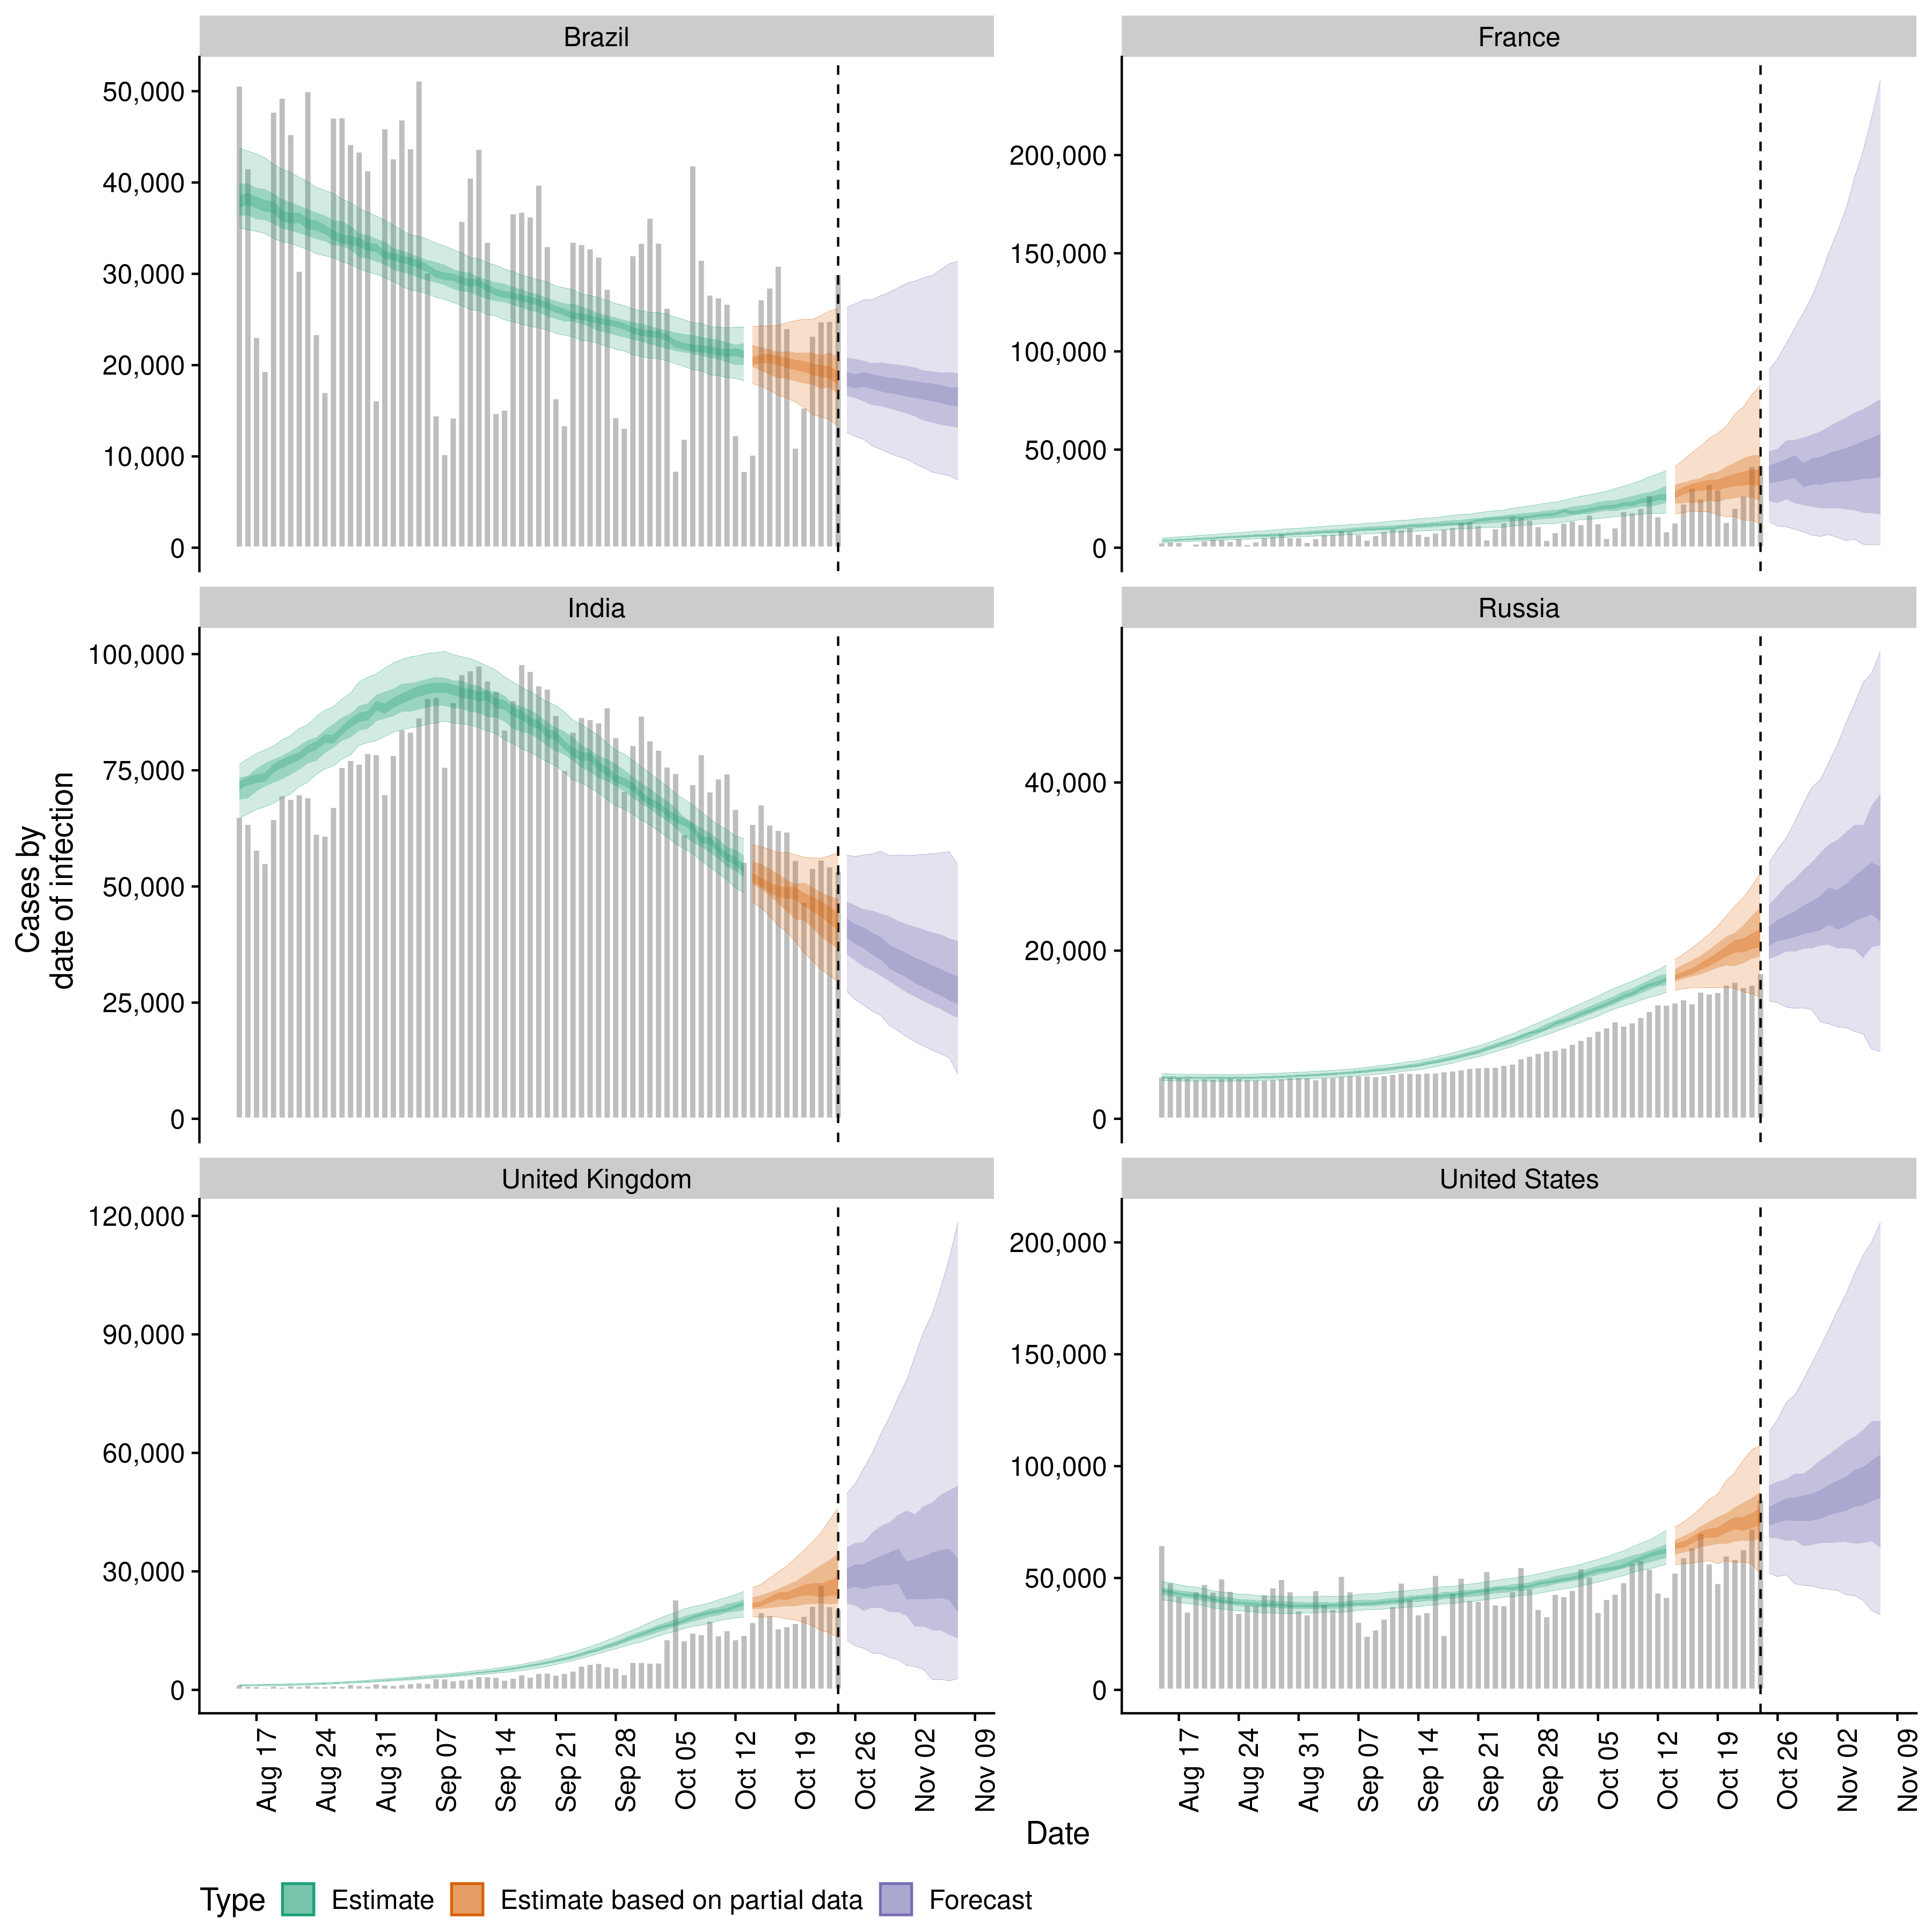 Brazil
France
50,000
40,000
30,000
20,000
10,000
0
200,000
150,000
100,000
50,000
0
India
Russia
100,000
75,000
50,000
25,000
0
40,000
20,000
0
Cases by
date of infection
United Kingdom
United States
120,000
90,000
60,000
30,000
0
200,000
150,000
100,000
50,000
0
Aug 17
Aug 24
Aug 31
Sep 07
Sep 14
Sep 21
Sep 28
Oct 05
Oct 12
Oct 19
Oct 26
Nov 02
Nov 09
Aug 17
Aug 24
Aug 31
Sep 07
Sep 14
Sep 21
Sep 28
Oct 05
Oct 12
Oct 19
Oct 26
Nov 02
Nov 09
Date
Type Estimate Estimate based on partial data Forecast